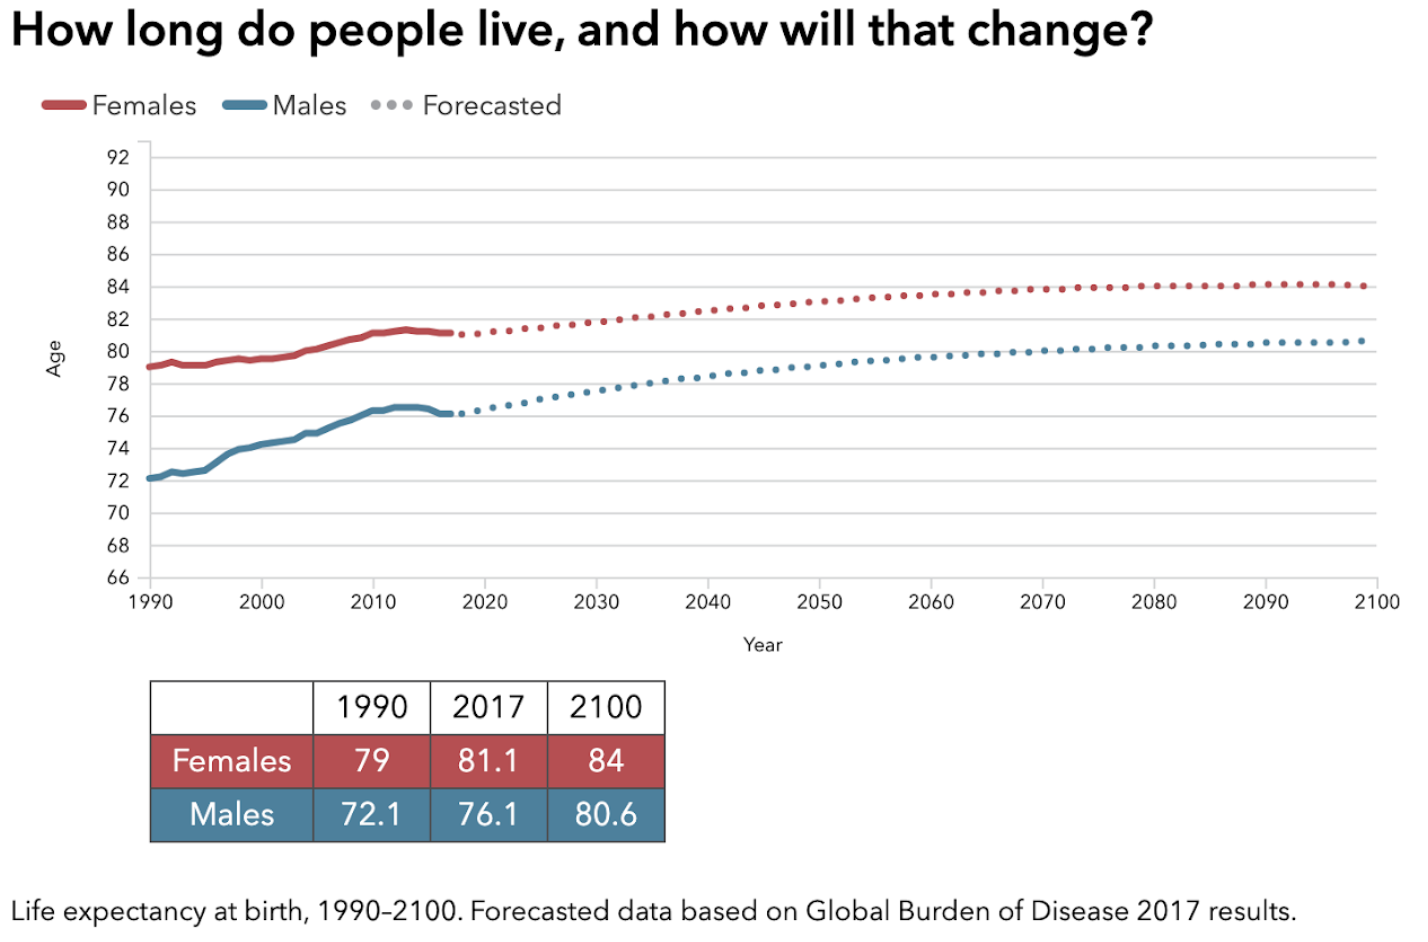 How long do people live, and how will that change?
Females Males Forecasted
92
90
88
86
84
82
80
78
76
74
72
70
68
66
Age
1990 2000 2010 2020 2030 2040 2050 2060 2070 2080 2090 2100
Year
1990 2017 2100
Females 79 81.1 84
Males 72.1 76.1 80.6
Life expectancy at birth, 1990–2100. Forecasted data based on Global Burden of Disease 2017 results.